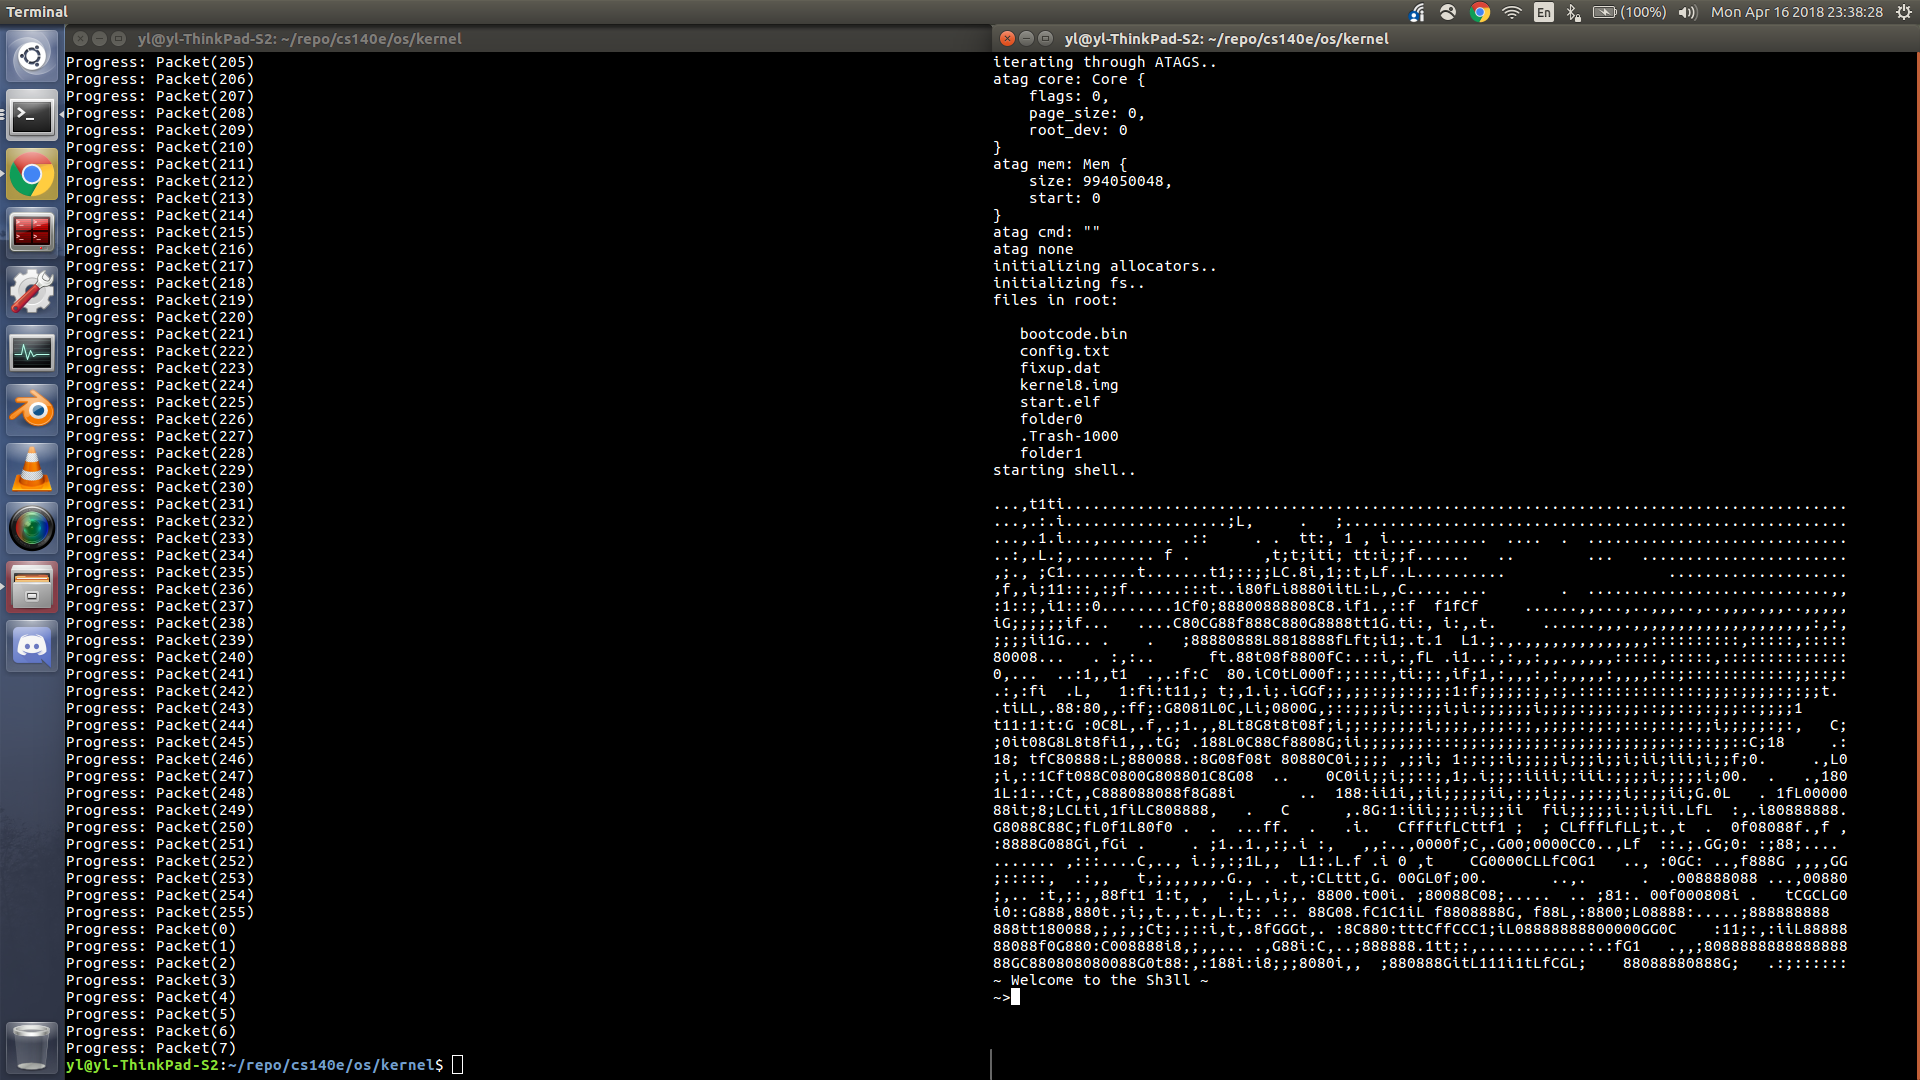 Terminal
En
(100%)
Mon Apr 16 2018 23:38:28
yl@yl-ThinkPad-S2: ~/repo/cs140e/os/kernel
Progress: Packet(205)
Progress: Packet(206)
Progress: Packet(207)
Progress: Packet(208)
Progress: Packet(209)
Progress: Packet(210)
Progress: Packet(211)
Progress: Packet(212)
Progress: Packet(213)
Progress: Packet(214)
Progress: Packet(215)
Progress: Packet(216)
Progress: Packet(217)
Progress: Packet(218)
Progress: Packet(219)
Progress: Packet(220)
Progress: Packet(221)
Progress: Packet(222)
Progress: Packet(223)
Progress: Packet(224)
Progress: Packet(225)
Progress: Packet(226)
Progress: Packet(227)
Progress: Packet(228)
Progress: Packet(229)
Progress: Packet(230)
Progress: Packet(231)
Progress: Packet(232)
Progress: Packet(233)
Progress: Packet(234)
Progress: Packet(235)
Progress: Packet(236)
Progress: Packet(237)
Progress: Packet(238)
Progress: Packet(239)
Progress: Packet(240)
Progress: Packet(241)
Progress: Packet(242)
Progress: Packet(243)
Progress: Packet(244)
Progress: Packet(245)
Progress: Packet(246)
Progress: Packet(247)
Progress: Packet(248)
Progress: Packet(249)
Progress: Packet(250)
Progress: Packet(251)
Progress: Packet(252)
Progress: Packet(253)
Progress: Packet(254)
Progress: Packet(255)
Progress: Packet(0)
Progress: Packet(1)
Progress: Packet(2)
Progress: Packet(3)
Progress: Packet(4)
Progress: Packet(5)
Progress: Packet(6)
Progress: Packet(7)
yl@yl-ThinkPad-S2:~/repo/cs140e/os/kernel$
yl@yl-ThinkPad-S2: ~/repo/cs140e/os/kernel
iterating through ATAGS..
atag core: Core {
    flags: 0,
    page_size: 0,
    root_dev: 0
}
atag mem: Mem {
    size: 994050048,
    start: 0
}
atag cmd: ""
atag none
initializing allocators..
initializing fs..
files in root:
   bootcode.bin
   config.txt
   fixup.dat
   kernel8.img
   start.elf
   folder0
   .Trash-1000
   folder1
starting shell..
~ Welcome to the Sh3ll ~
~>